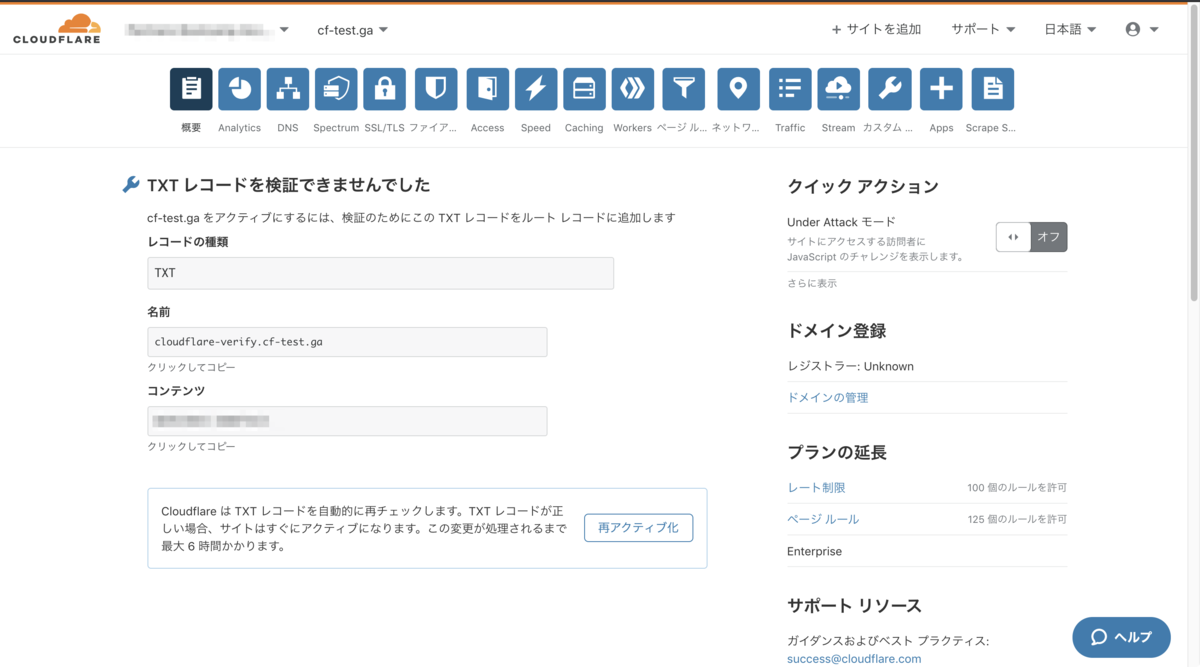 CLOUDFLARE
cf-test.ga
+ サイトを追加
サポート
日本語
概要
Analytics
DNS
Spectrum
SSL/TLS
ファイア...
Access
Speed
Caching
Workers
ページ ル...
ネットワ...
Traffic
Stream
カスタム ...
Apps
Scrape S...
TXT レコードを検証できませんでした
cf-test.ga をアクティブにするには、検証のためにこの TXT レコードをルート レコードに追加します
レコードの種類
TXT
名前
cloudflare-verify.cf-test.ga
クリックしてコピー
コンテンツ
クリックしてコピー
Cloudflare は TXT レコードを自動的に再チェックします。TXT レコードが正
しい場合、サイトはすぐにアクティブになります。この変更が処理されるまで
最大 6 時間かかります。
再アクティブ化
クイック アクション
Under Attack モード
サイトにアクセスする訪問者に
JavaScript のチャレンジを表示します。
オフ
さらに表示
ドメイン登録
レジストラー: Unknown
ドメインの管理
プランの延長
レート制限
100 個のルールを許可
ページ ルール
125 個のルールを許可
Enterprise
サポート リソース
ガイダンスおよびベスト プラクティス:
success@cloudflare.com
ヘルプ